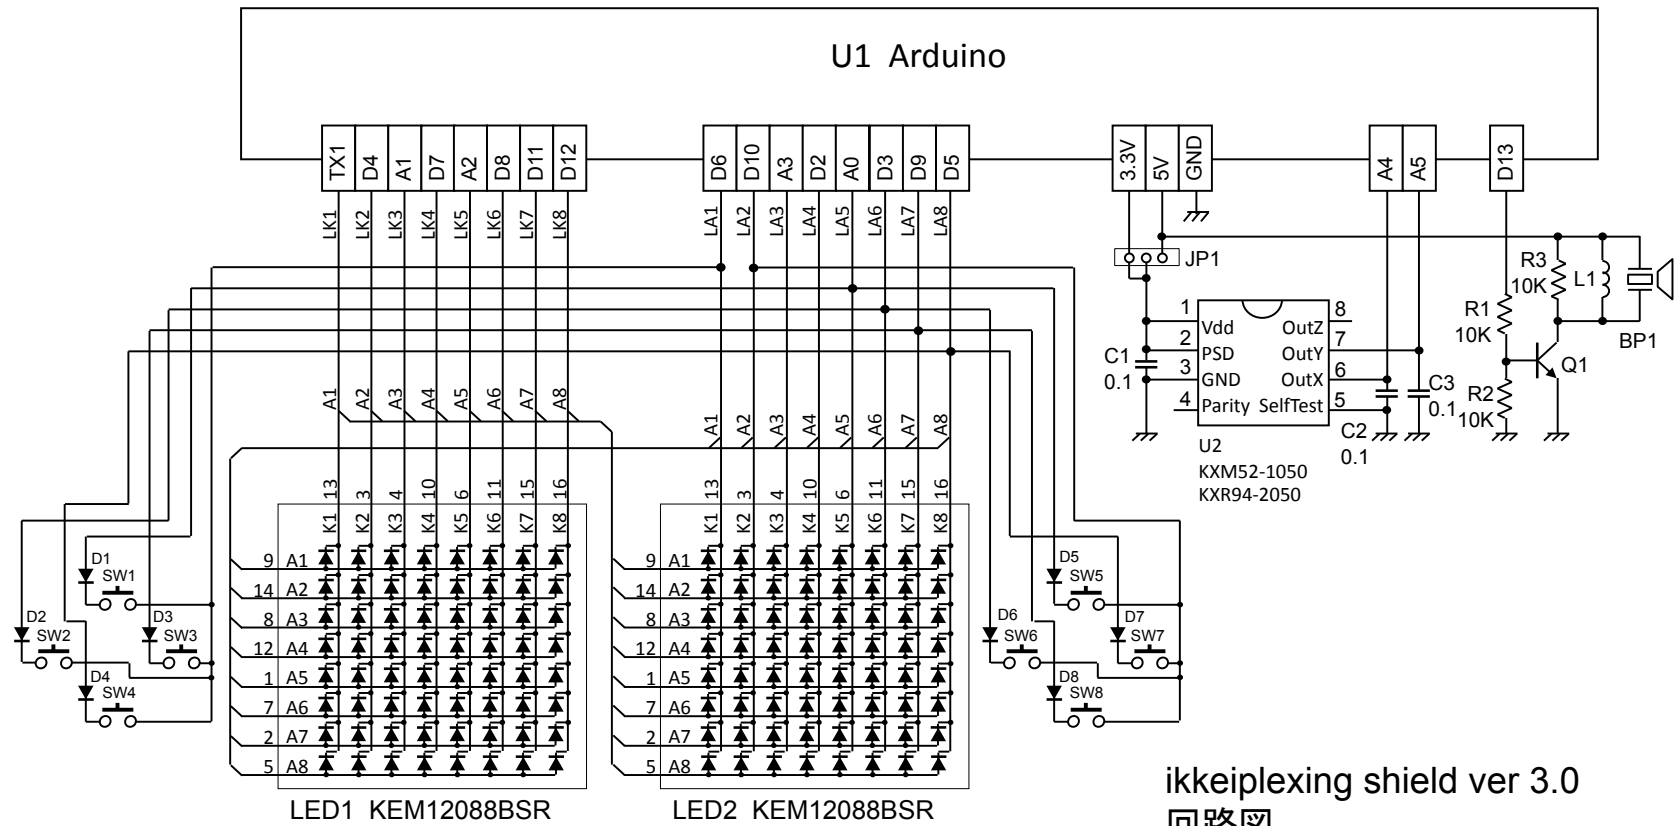 U1 Arduino
TX1 D4 A1 D7 A2 D8 D11 D12
D6 D10 A3 D2 A0 D3 D9 D5
3.3V 5V GND
A4 A5
D13
LK1 LK2 LK3 LK4 LK5 LK6 LK7 LK8
LA1 LA2 LA3 LA4 LA5 LA6 LA7 LA8
JP1
R3
10K
L1
BP1
R1
10K
Q1
R2
10K
1 Vdd
2 PSD
3 GND
4 Parity
OutZ 8
OutY 7
OutX 6
SelfTest 5
C1
0.1
C3
0.1
C2
0.1
U2
KXM52-1050
KXR94-2050
A1 A2 A3 A4 A5 A6 A7 A8
A1 A2 A3 A4 A5 A6 A7 A8
13 3 4 10 6 11 15 16
K1 K2 K3 K4 K5 K6 K7 K8
9 A1
14 A2
8 A3
12 A4
1 A5
7 A6
2 A7
5 A8
LED1 KEM12088BSR
13 3 4 10 6 11 15 16
K1 K2 K3 K4 K5 K6 K7 K8
9 A1
14 A2
8 A3
12 A4
1 A5
7 A6
2 A7
5 A8
LED2 KEM12088BSR
D1
SW1
D2
SW2
D3
SW3
D4
SW4
D5
SW5
D6
SW6
D7
SW7
D8
SW8
ikkeiplexing shield ver 3.0
回路図